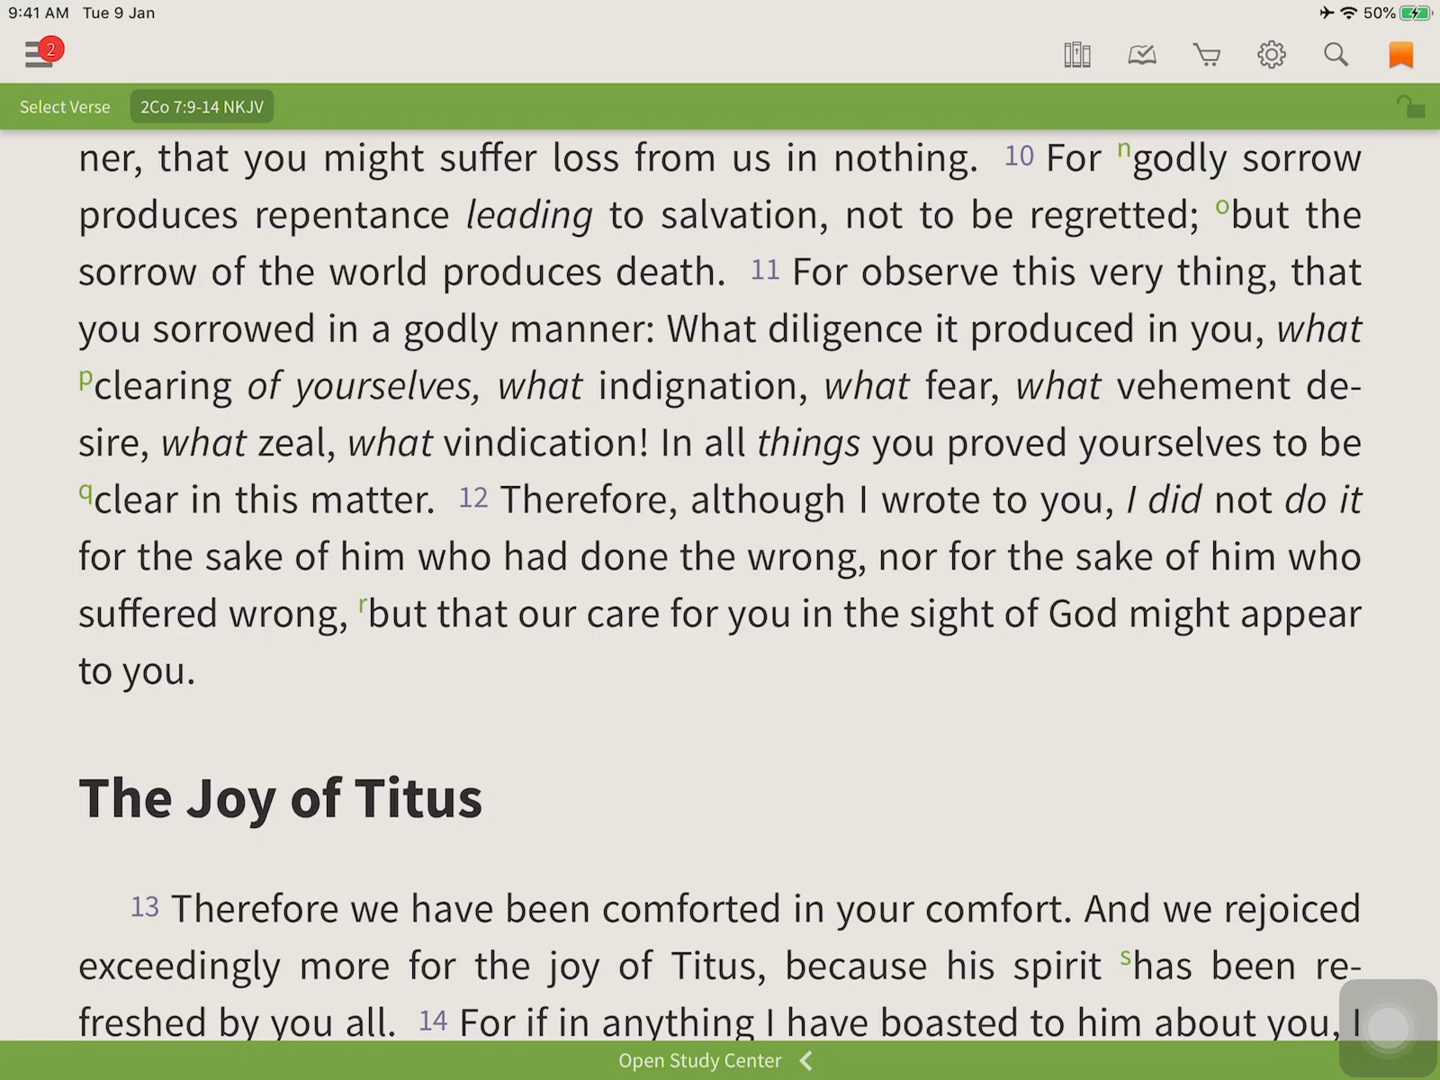 9:41 AM Tue 9 Jan
50%
2
Select Verse 2Co 7:9-14 NKJV
ner, that you might suffer loss from us in nothing. 10 For ngodly sorrow
produces repentance leading to salvation, not to be regretted; obut the
sorrow of the world produces death. 11 For observe this very thing, that
you sorrowed in a godly manner: What diligence it produced in you, what
pclearing of yourselves, what indignation, what fear, what vehement de-
sire, what zeal, what vindication! In all things you proved yourselves to be
qclear in this matter. 12 Therefore, although I wrote to you, I did not do it
for the sake of him who had done the wrong, nor for the sake of him who
suffered wrong, rbut that our care for you in the sight of God might appear
to you.
The Joy of Titus
13 Therefore we have been comforted in your comfort. And we rejoiced
exceedingly more for the joy of Titus, because his spirit shas been re-
freshed by you all. 14 For if in anything I have boasted to him about you, I
Open Study Center